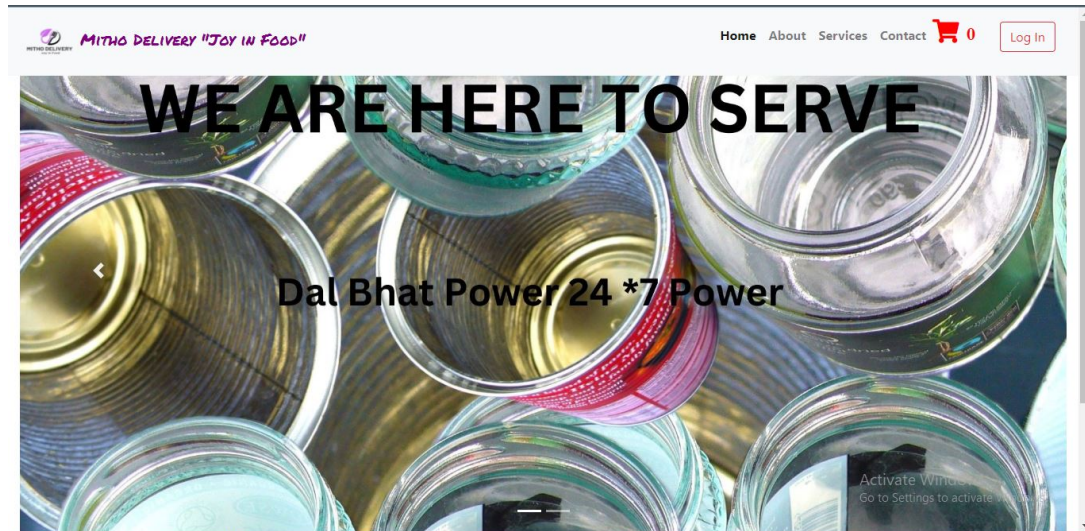 MITHO DELIVERY
MITHO DELIVERY "JOY IN FOOD"
Home About Services Contact 0 Log In
WE ARE HERE TO SERVE
Dal Bhat Power 24 *7 Power
Activate Windows
Go to Settings to activate Windows.